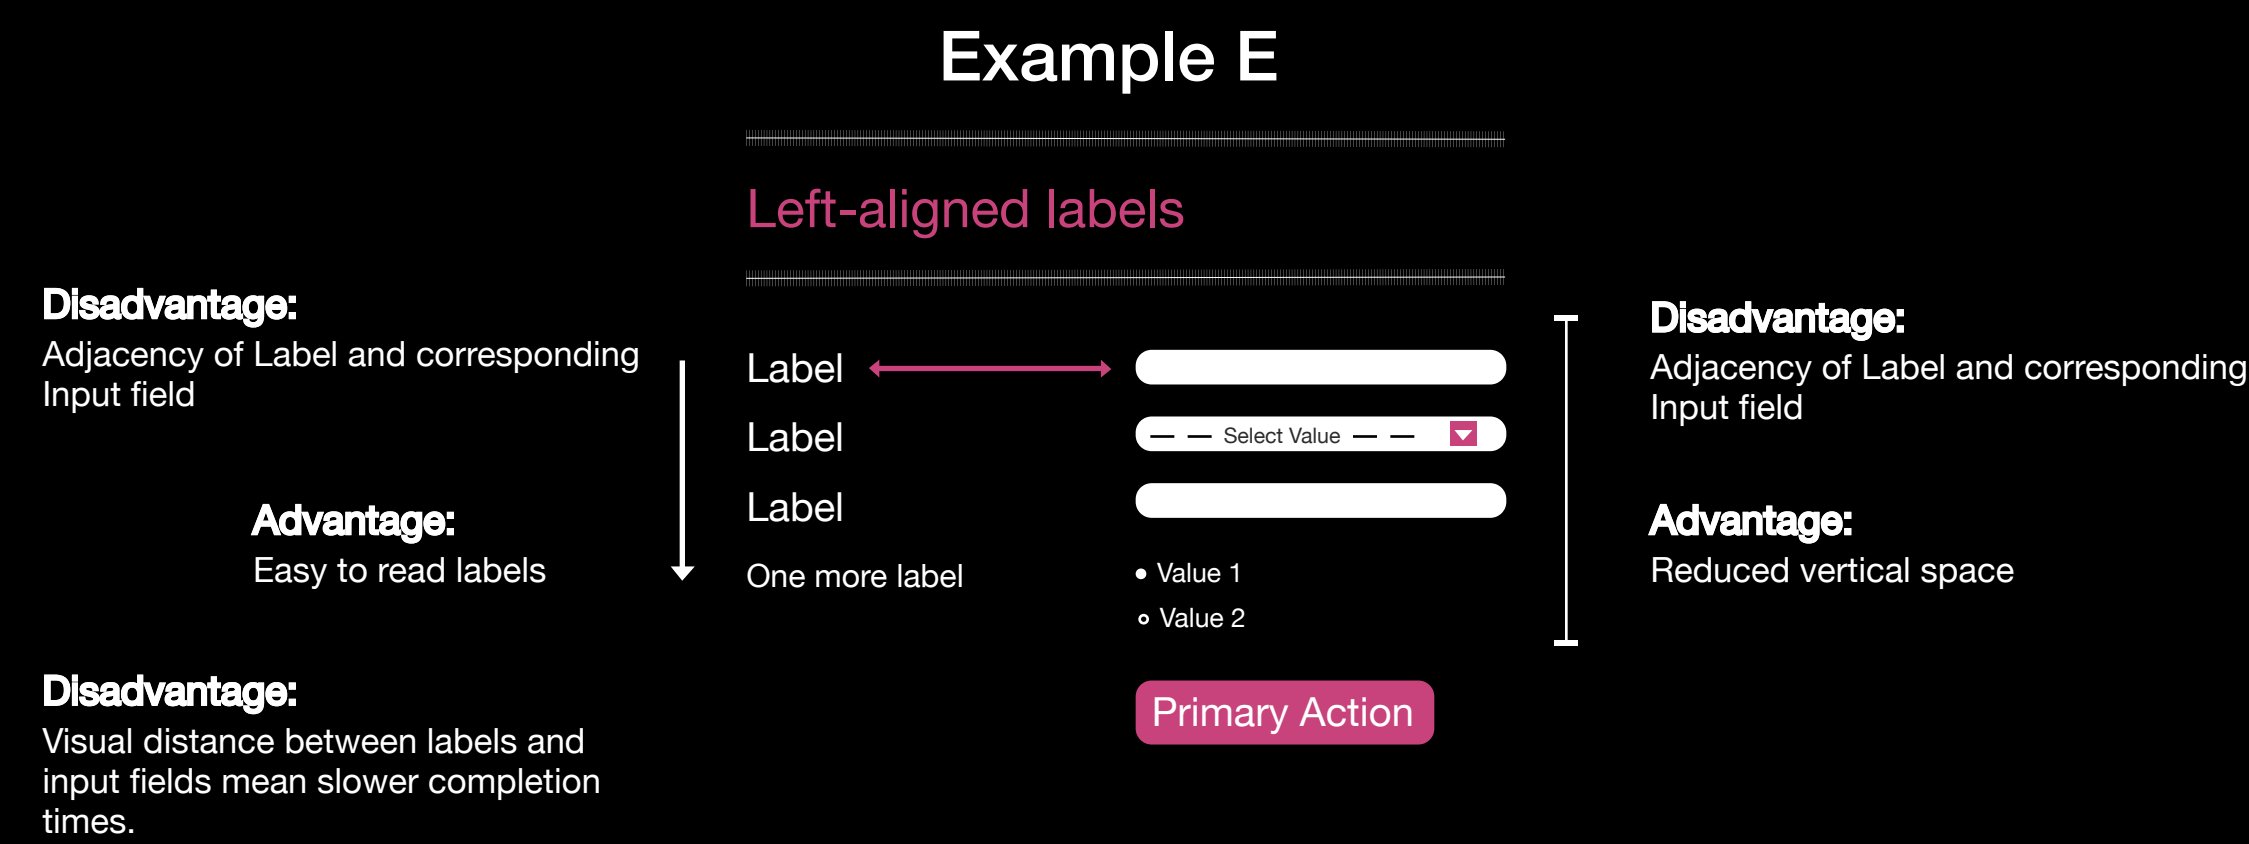 Example E
Left-aligned labels
Disadvantage:
Adjacency of Label and corresponding
Input field
Advantage:
Easy to read labels
Disadvantage:
Visual distance between labels and
input fields mean slower completion
times.
Label
Label
— — Select Value — —
Label
One more label
Value 1
Value 2
Primary Action
Disadvantage:
Adjacency of Label and corresponding
Input field
Advantage:
Reduced vertical space